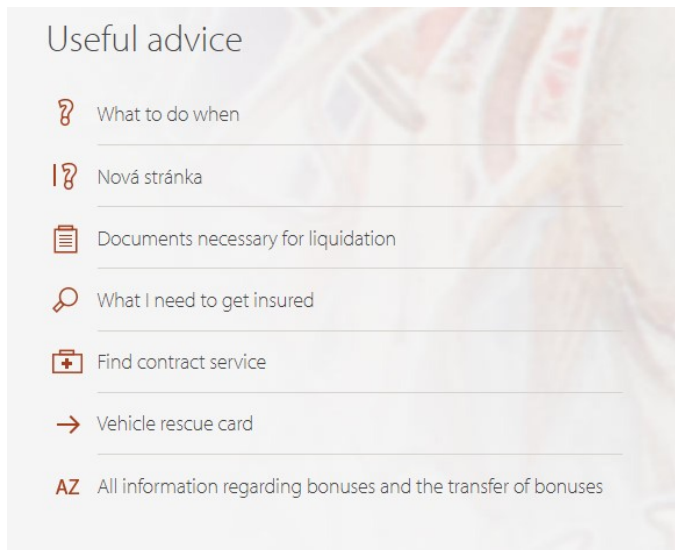 Useful advice
What to do when
Nová stránka
Documents necessary for liquidation
What I need to get insured
Find contract service
Vehicle rescue card
AZ All information regarding bonuses and the transfer of bonuses